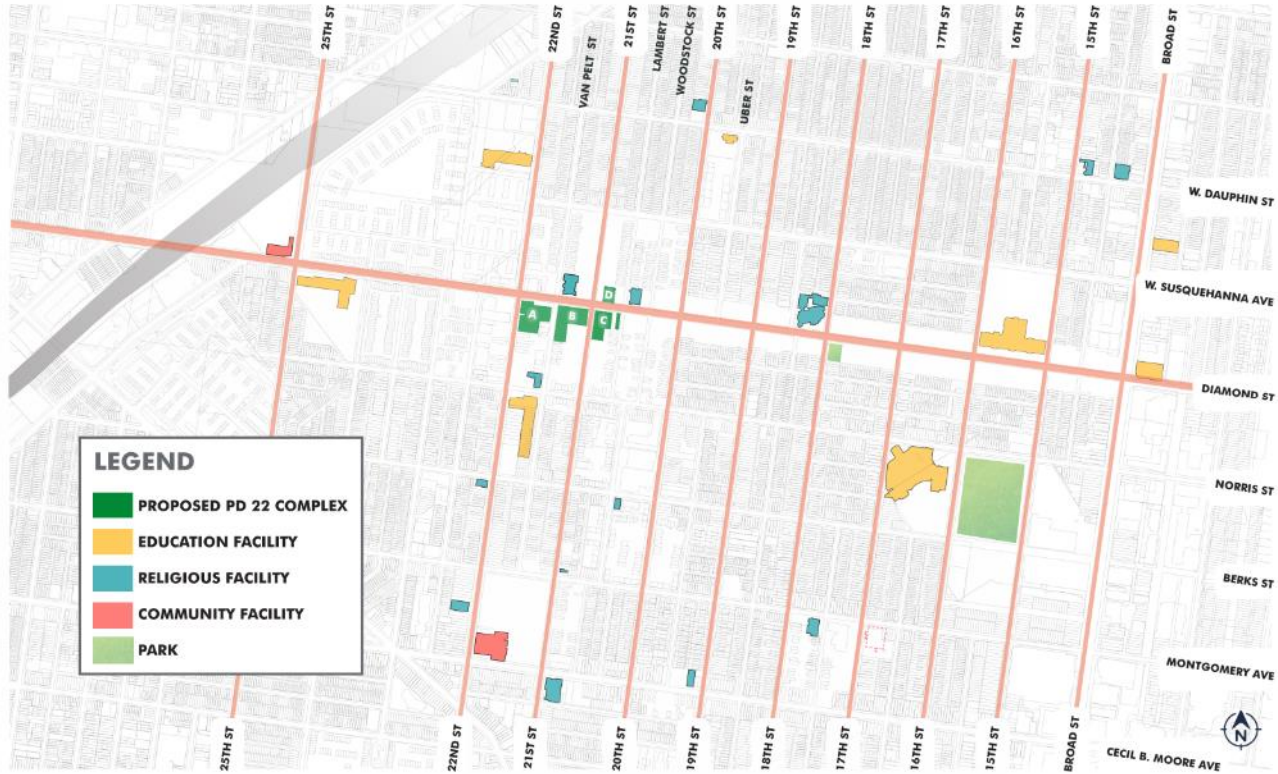 25TH ST
22ND ST
VAN PELT ST
21ST ST
LAMBERT ST
WOODSTOCK ST
20TH ST
UBER ST
19TH ST
18TH ST
17TH ST
16TH ST
15TH ST
BROAD ST
W. DAUPHIN ST
W. SUSQUEHANNA AVE
DIAMOND ST
NORRIS ST
BERKS ST
MONTGOMERY AVE
CECIL B. MOORE AVE
A
B
C
D
LEGEND
PROPOSED PD 22 COMPLEX
EDUCATION FACILITY
RELIGIOUS FACILITY
COMMUNITY FACILITY
PARK
25TH ST
22ND ST
21ST ST
20TH ST
19TH ST
18TH ST
17TH ST
16TH ST
15TH ST
BROAD ST
N